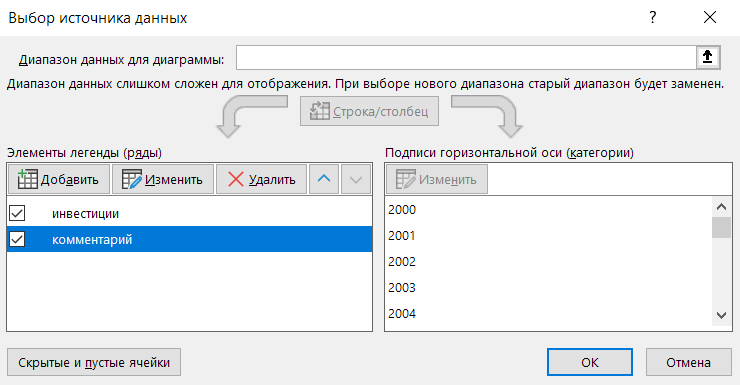 Выбор источника данных
?
Диапазон данных для диаграммы:
Диапазон данных слишком сложен для отображения. При выборе нового диапазона старый диапазон будет заменен.
Строка/столбец
Элементы легенды (ряды)
Добавить Изменить Удалить
инвестиции
комментарий
Подписи горизонтальной оси (категории)
Изменить
2000
2001
2002
2003
2004
Скрытые и пустые ячейки
ОК
Отмена